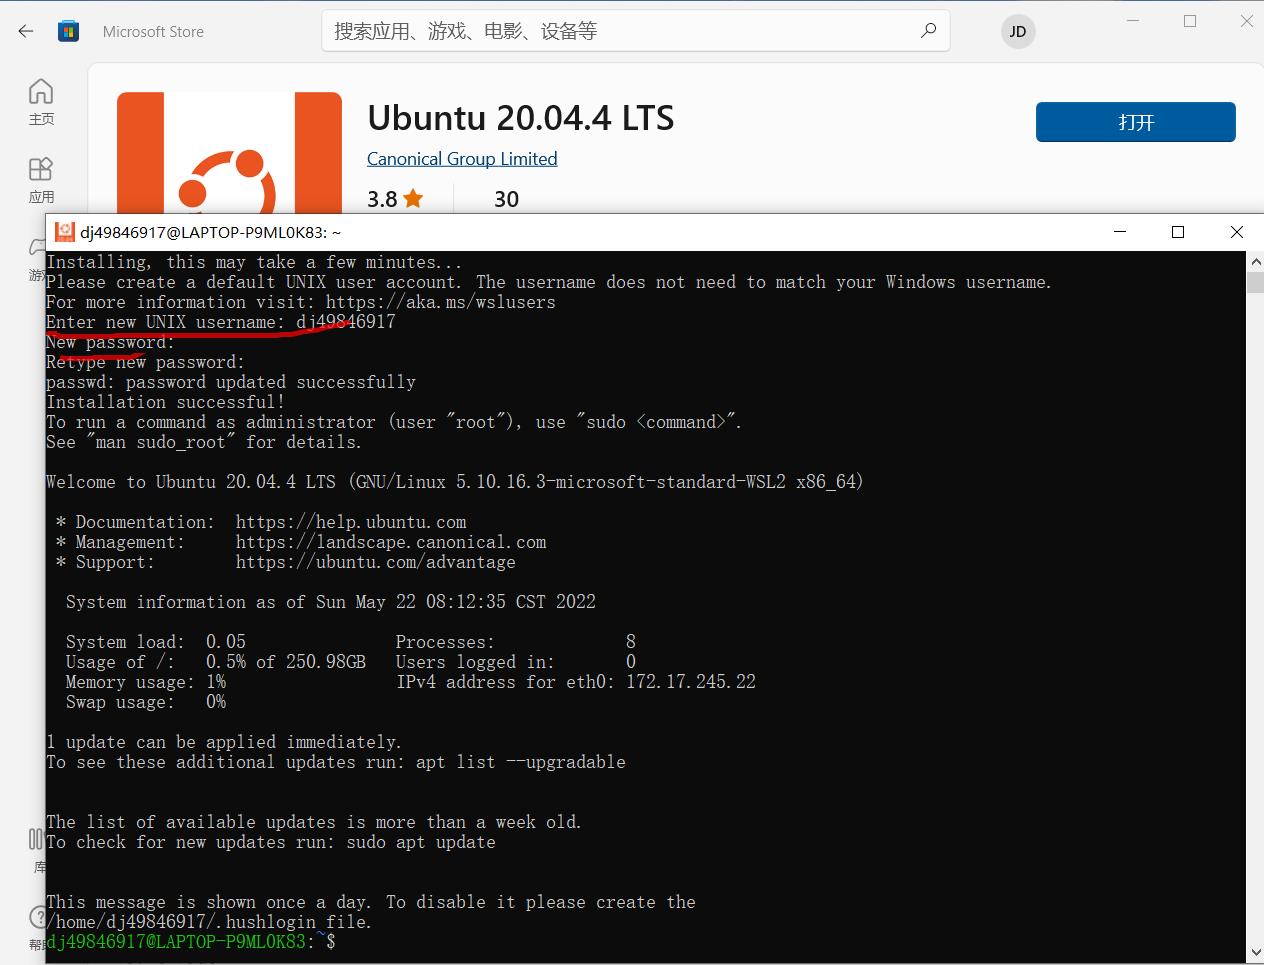 Microsoft Store
搜索应用、游戏、电影、设备等
JD
主页
应用
Ubuntu 20.04.4 LTS
打开
Canonical Group Limited
3.8
30
dj49846917@LAPTOP-P9ML0K83: ~
Installing, this may take a few minutes...
Please create a default UNIX user account. The username does not need to match your Windows username.
For more information visit: https://aka.ms/wslusers
Enter new UNIX username: dj49846917
New password:
Retype new password:
passwd: password updated successfully
Installation successful!
To run a command as administrator (user "root"), use "sudo <command>".
See "man sudo_root" for details.
Welcome to Ubuntu 20.04.4 LTS (GNU/Linux 5.10.16.3-microsoft-standard-WSL2 x86_64)
* Documentation: https://help.ubuntu.com
* Management: https://landscape.canonical.com
* Support: https://ubuntu.com/advantage
System information as of Sun May 22 08:12:35 CST 2022
System load: 0.05 Processes: 8
Usage of /: 0.5% of 250.98GB Users logged in: 0
Memory usage: 1% IPv4 address for eth0: 172.17.245.22
Swap usage: 0%
1 update can be applied immediately.
To see these additional updates run: apt list --upgradable
The list of available updates is more than a week old.
To check for new updates run: sudo apt update
库
This message is shown once a day. To disable it please create the
/home/dj49846917/.hushlogin file.
dj49846917@LAPTOP-P9ML0K83:~$